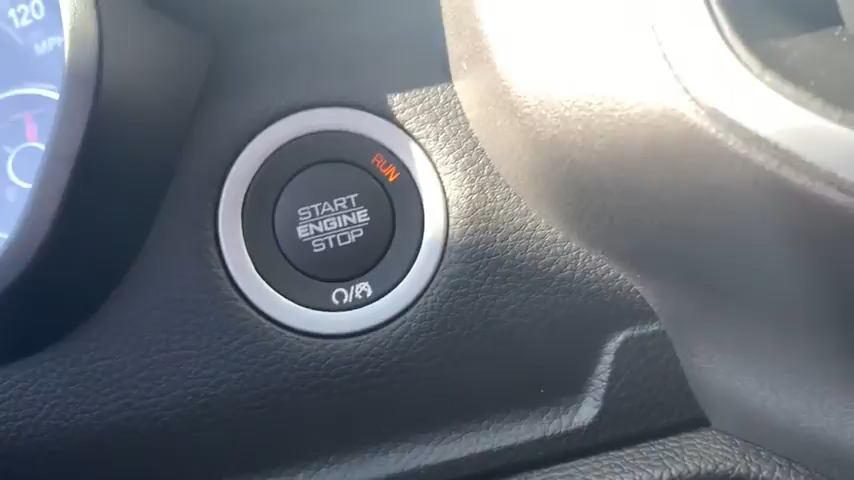 120
MPH
RUN
START
ENGINE
STOP